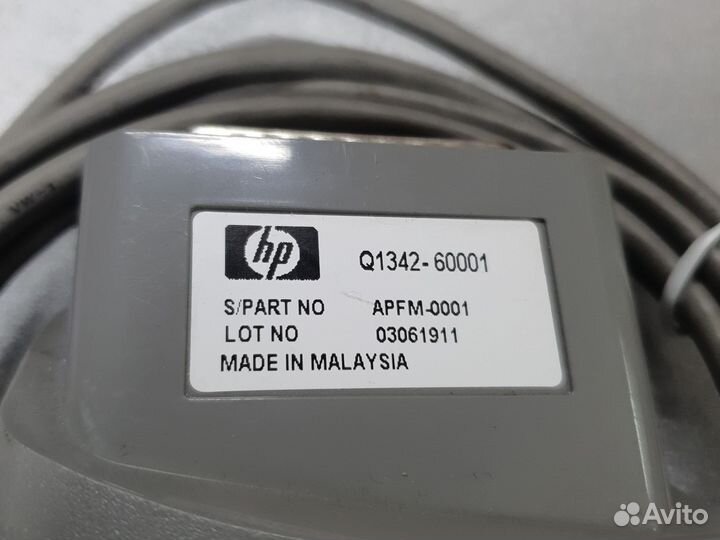 hp
Q1342-60001
S/PART NO APFM-0001
LOT NO 03061911
MADE IN MALAYSIA
Avito